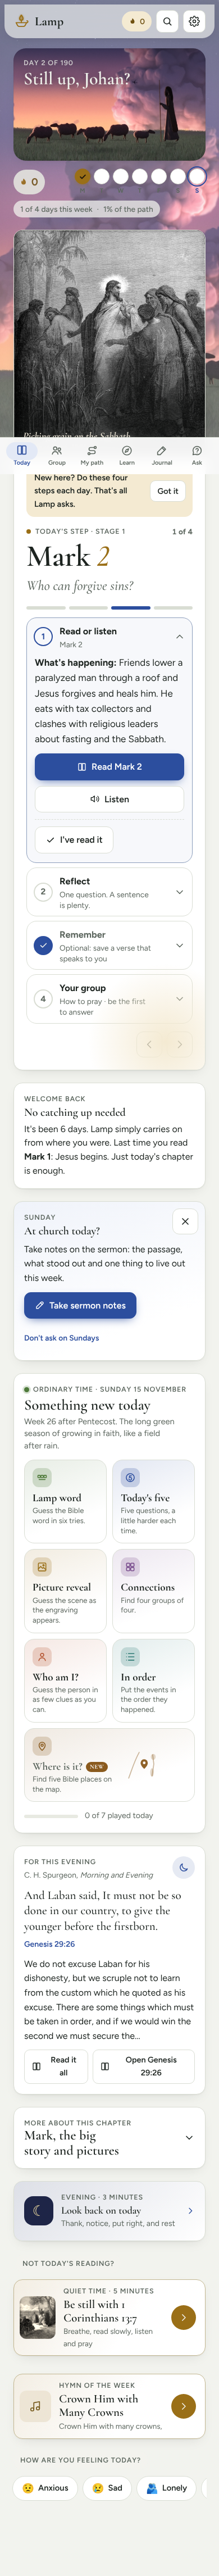 Lamp
0
DAY 2 OF 190
Still up, Johan?
0
S
1 of 4 days this week · 1% of the path
Picking grain on the Sabbath
Today
Group
My path
Learn
Journal
Ask
New here? Do these four
steps each day. That's all
Lamp asks.
Got it
TODAY'S STEP · STAGE 1
1 of 4
Mark 2
Who can forgive sins?
1
Read or listen
Mark 2
What's happening: Friends lower a
paralyzed man through a roof and
Jesus forgives and heals him. He
eats with tax collectors and
clashes with religious leaders
about fasting and the Sabbath.
Read Mark 2
Listen
I've read it
2
Reflect
One question. A sentence
is plenty.
Remember
Optional: save a verse that
speaks to you
4
Your group
How to pray · be the first
to answer
WELCOME BACK
No catching up needed
It's been 6 days. Lamp simply carries on
from where you were. Last time you read
Mark 1: Jesus begins. Just today's chapter
is enough.
SUNDAY
At church today?
Take notes on the sermon: the passage,
what stood out and one thing to live out
this week.
Take sermon notes
Don't ask on Sundays
ORDINARY TIME · SUNDAY 15 NOVEMBER
Something new today
Week 26 after Pentecost. The long green
season of growing in faith, like a field
after rain.
Lamp word
Guess the Bible
word in six tries.
Today's five
Five questions, a
little harder each
time.
Picture reveal
Guess the scene as
the engraving
appears.
Connections
Find four groups of
four.
Who am I?
Guess the person in
as few clues as you
can.
In order
Put the events in
the order they
happened.
Where is it? NEW
Find five Bible places on
the map.
0 of 7 played today
FOR THIS EVENING
C. H. Spurgeon, Morning and Evening
And Laban said, It must not be so
done in our country, to give the
younger before the firstborn.
Genesis 29:26
We do not excuse Laban for his
dishonesty, but we scruple not to learn
from the custom which he quoted as his
excuse. There are some things which must
be taken in order, and if we would win the
second we must secure the...
Read it
all
Open Genesis
29:26
MORE ABOUT THIS CHAPTER
Mark, the big
story and pictures
EVENING · 3 MINUTES
Look back on today
Thank, notice, put right, and rest
NOT TODAY'S READING?
QUIET TIME · 5 MINUTES
Be still with 1
Corinthians 13:7
Breathe, read slowly, listen
and pray
HYMN OF THE WEEK
Crown Him with
Many Crowns
Crown Him with many crowns,
HOW ARE YOU FEELING TODAY?
Anxious
Sad
Lonely